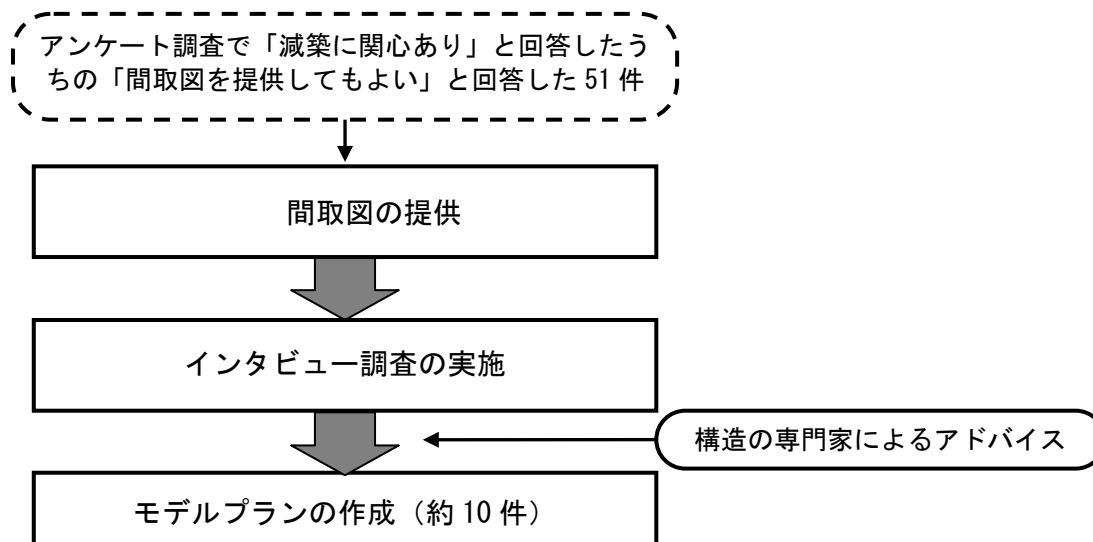 アンケート調査で「減築に関心あり」と回答したう
ちの「間取図を提供してもよい」と回答した 51 件
間取図の提供
インタビュー調査の実施
構造の専門家によるアドバイス
モデルプランの作成（約 10 件）